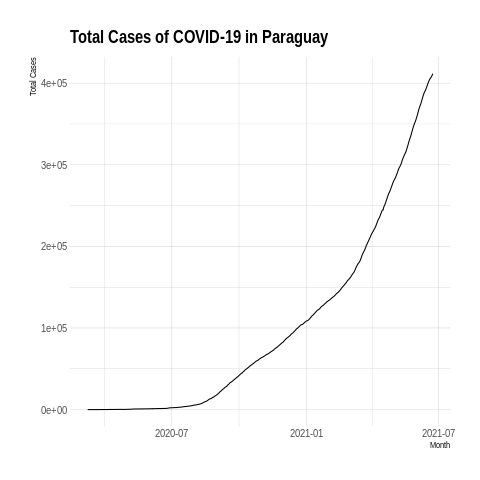 Total Cases of COVID-19 in Paraguay
Total Cases
4e+05
3e+05
2e+05
1e+05
0e+00
2020-07
2021-01
2021-07
Month